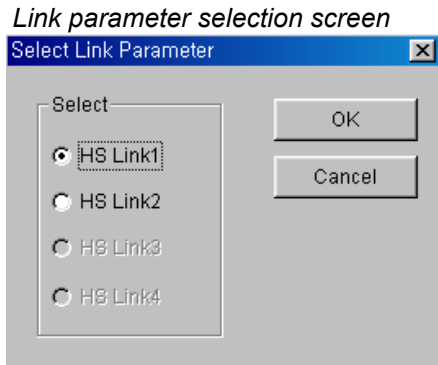 Link parameter selection screen
Select Link Parameter
Select
HS Link1
HS Link2
HS Link3
HS Link4
OK
Cancel